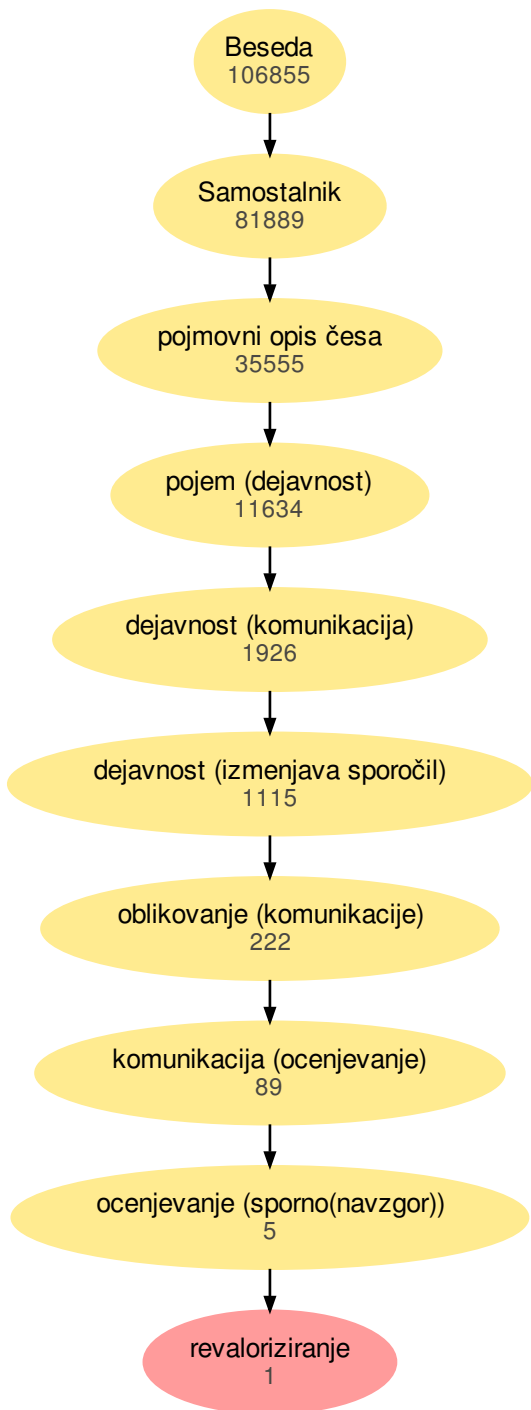 Beseda
106855
Samostalnik
81889
pojmovni opis česa
35555
pojem (dejavnost)
11634
dejavnost (komunikacija)
1926
dejavnost (izmenjava sporočil)
1115
oblikovanje (komunikacije)
222
komunikacija (ocenjevanje)
89
ocenjevanje (sporno(navzgor))
5
revaloriziranje
1